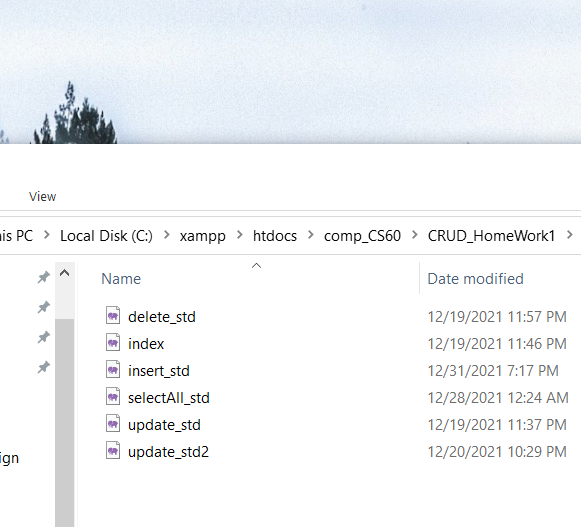 View
his PC > Local Disk (C:) > xampp > htdocs > comp_CS60 > CRUD_HomeWork1 >
Name Date modified
delete_std 12/19/2021 11:57 PM
index 12/19/2021 11:46 PM
insert_std 12/31/2021 7:17 PM
selectAll_std 12/28/2021 12:24 AM
update_std 12/19/2021 11:37 PM
update_std2 12/20/2021 10:29 PM
ign